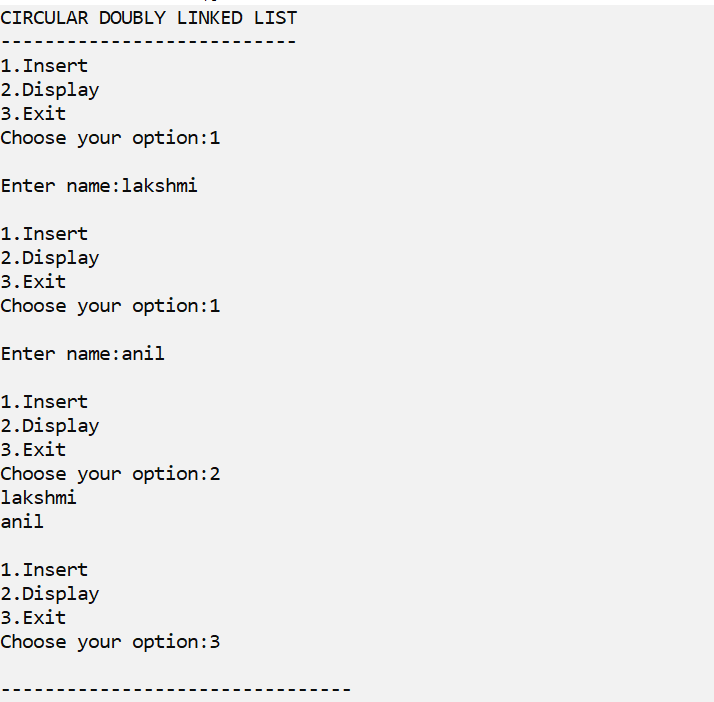 CIRCULAR DOUBLY LINKED LIST
---------------------------
1.Insert
2.Display
3.Exit
Choose your option:1
Enter name:lakshmi
1.Insert
2.Display
3.Exit
Choose your option:1
Enter name:anil
1.Insert
2.Display
3.Exit
Choose your option:2
lakshmi
anil
1.Insert
2.Display
3.Exit
Choose your option:3
--------------------------------